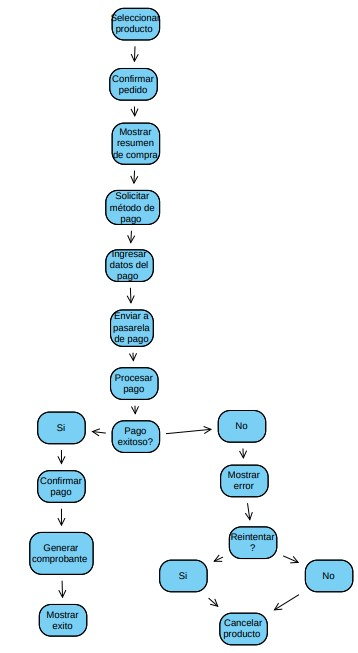 Seleccionar
producto
Confirmar
pedido
Mostrar
resumen
de compra
Solicitar
método de
pago
Ingresar
datos del
pago
Enviar a
pasarela
de pago
Procesar
pago
Pago
exitoso?
Si
No
Confirmar
pago
Mostrar
error
Generar
comprobante
Reintentar
?
Si
No
Mostrar
exito
Cancelar
producto